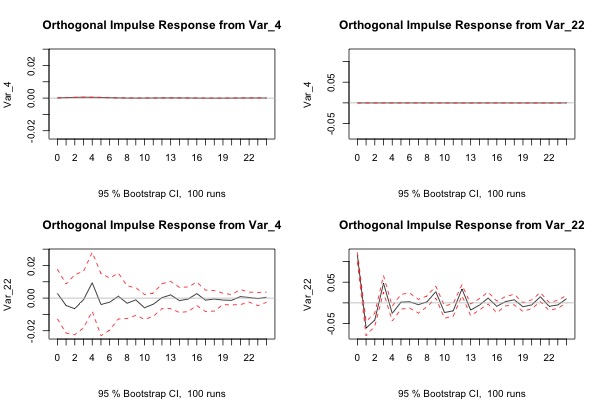 Orthogonal Impulse Response from Var_4
Var_4
0.02
0.00
-0.02
0 2 4 6 8 10 13 16 19 22
95 % Bootstrap CI, 100 runs
Orthogonal Impulse Response from Var_22
Var_4
0.05
-0.05
0 2 4 6 8 10 13 16 19 22
95 % Bootstrap CI, 100 runs
Orthogonal Impulse Response from Var_4
Var_22
0.02
0.00
-0.02
0 2 4 6 8 10 13 16 19 22
95 % Bootstrap CI, 100 runs
Orthogonal Impulse Response from Var_22
Var_22
0.05
-0.05
0 2 4 6 8 10 13 16 19 22
95 % Bootstrap CI, 100 runs